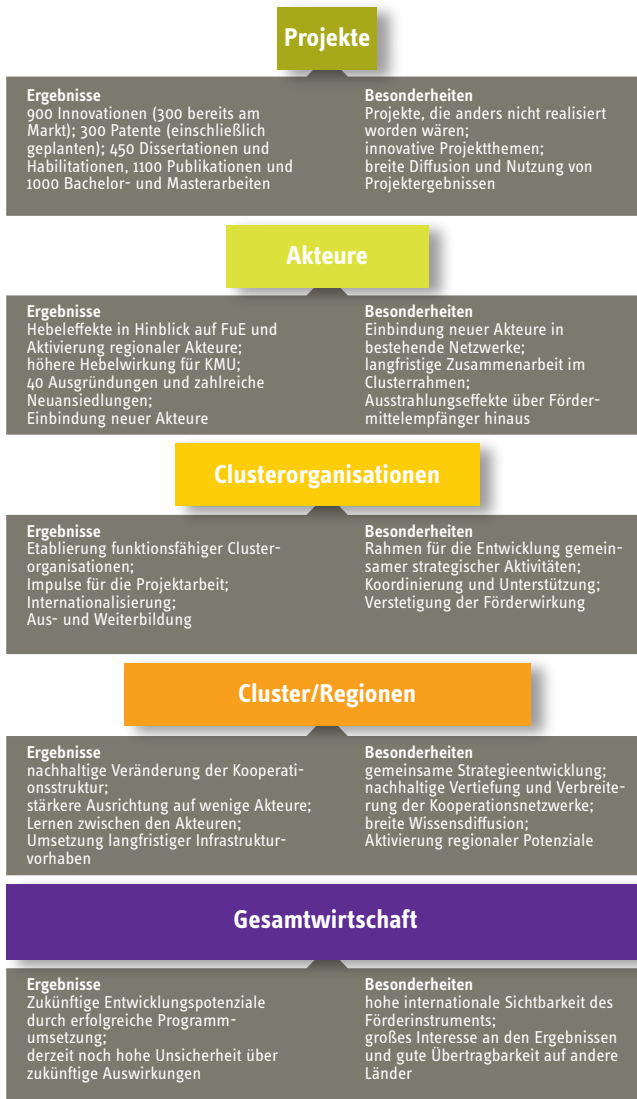 Projekte
Ergebnisse
900 Innovationen (300 bereits am
Markt); 300 Patente (einschließlich
geplanten); 450 Dissertationen und
Habilitationen, 1100 Publikationen und
1000 Bachelor- und Masterarbeiten
Besonderheiten
Projekte, die anders nicht realisiert
worden wären;
innovative Projektthemen;
breite Diffusion und Nutzung von
Projektergebnissen
Akteure
Ergebnisse
Hebeleffekte in Hinblick auf FuE und
Aktivierung regionaler Akteure;
höhere Hebelwirkung für KMU;
40 Ausgründungen und zahlreiche
Neuansiedlungen;
Einbindung neuer Akteure
Besonderheiten
Einbindung neuer Akteure in
bestehende Netzwerke;
langfristige Zusammenarbeit im
Clusterrahmen;
Ausstrahlungseffekte über Förder-
mittelempfänger hinaus
Clusterorganisationen
Ergebnisse
Etablierung funktionsfähiger Cluster-
organisationen;
Impulse für die Projektarbeit;
Internationalisierung;
Aus- und Weiterbildung
Besonderheiten
Rahmen für die Entwicklung gemein-
samer strategischer Aktivitäten;
Koordinierung und Unterstützung;
Verstetigung der Förderwirkung
Cluster/Regionen
Ergebnisse
nachhaltige Veränderung der Kooperati-
onsstruktur;
stärkere Ausrichtung auf wenige Akteure;
Lernen zwischen den Akteuren;
Umsetzung langfristiger Infrastruktur-
vorhaben
Besonderheiten
gemeinsame Strategieentwicklung;
nachhaltige Vertiefung und Verbreite-
rung der Kooperationsnetzwerke;
breite Wissensdiffusion;
Aktivierung regionaler Potenziale
Gesamtwirtschaft
Ergebnisse
Zukünftige Entwicklungspotenziale
durch erfolgreiche Programm-
umsetzung;
derzeit noch hohe Unsicherheit über
zukünftige Auswirkungen
Besonderheiten
hohe internationale Sichtbarkeit des
Förderinstruments;
großes Interesse an den Ergebnissen
und gute Übertragbarkeit auf andere
Länder